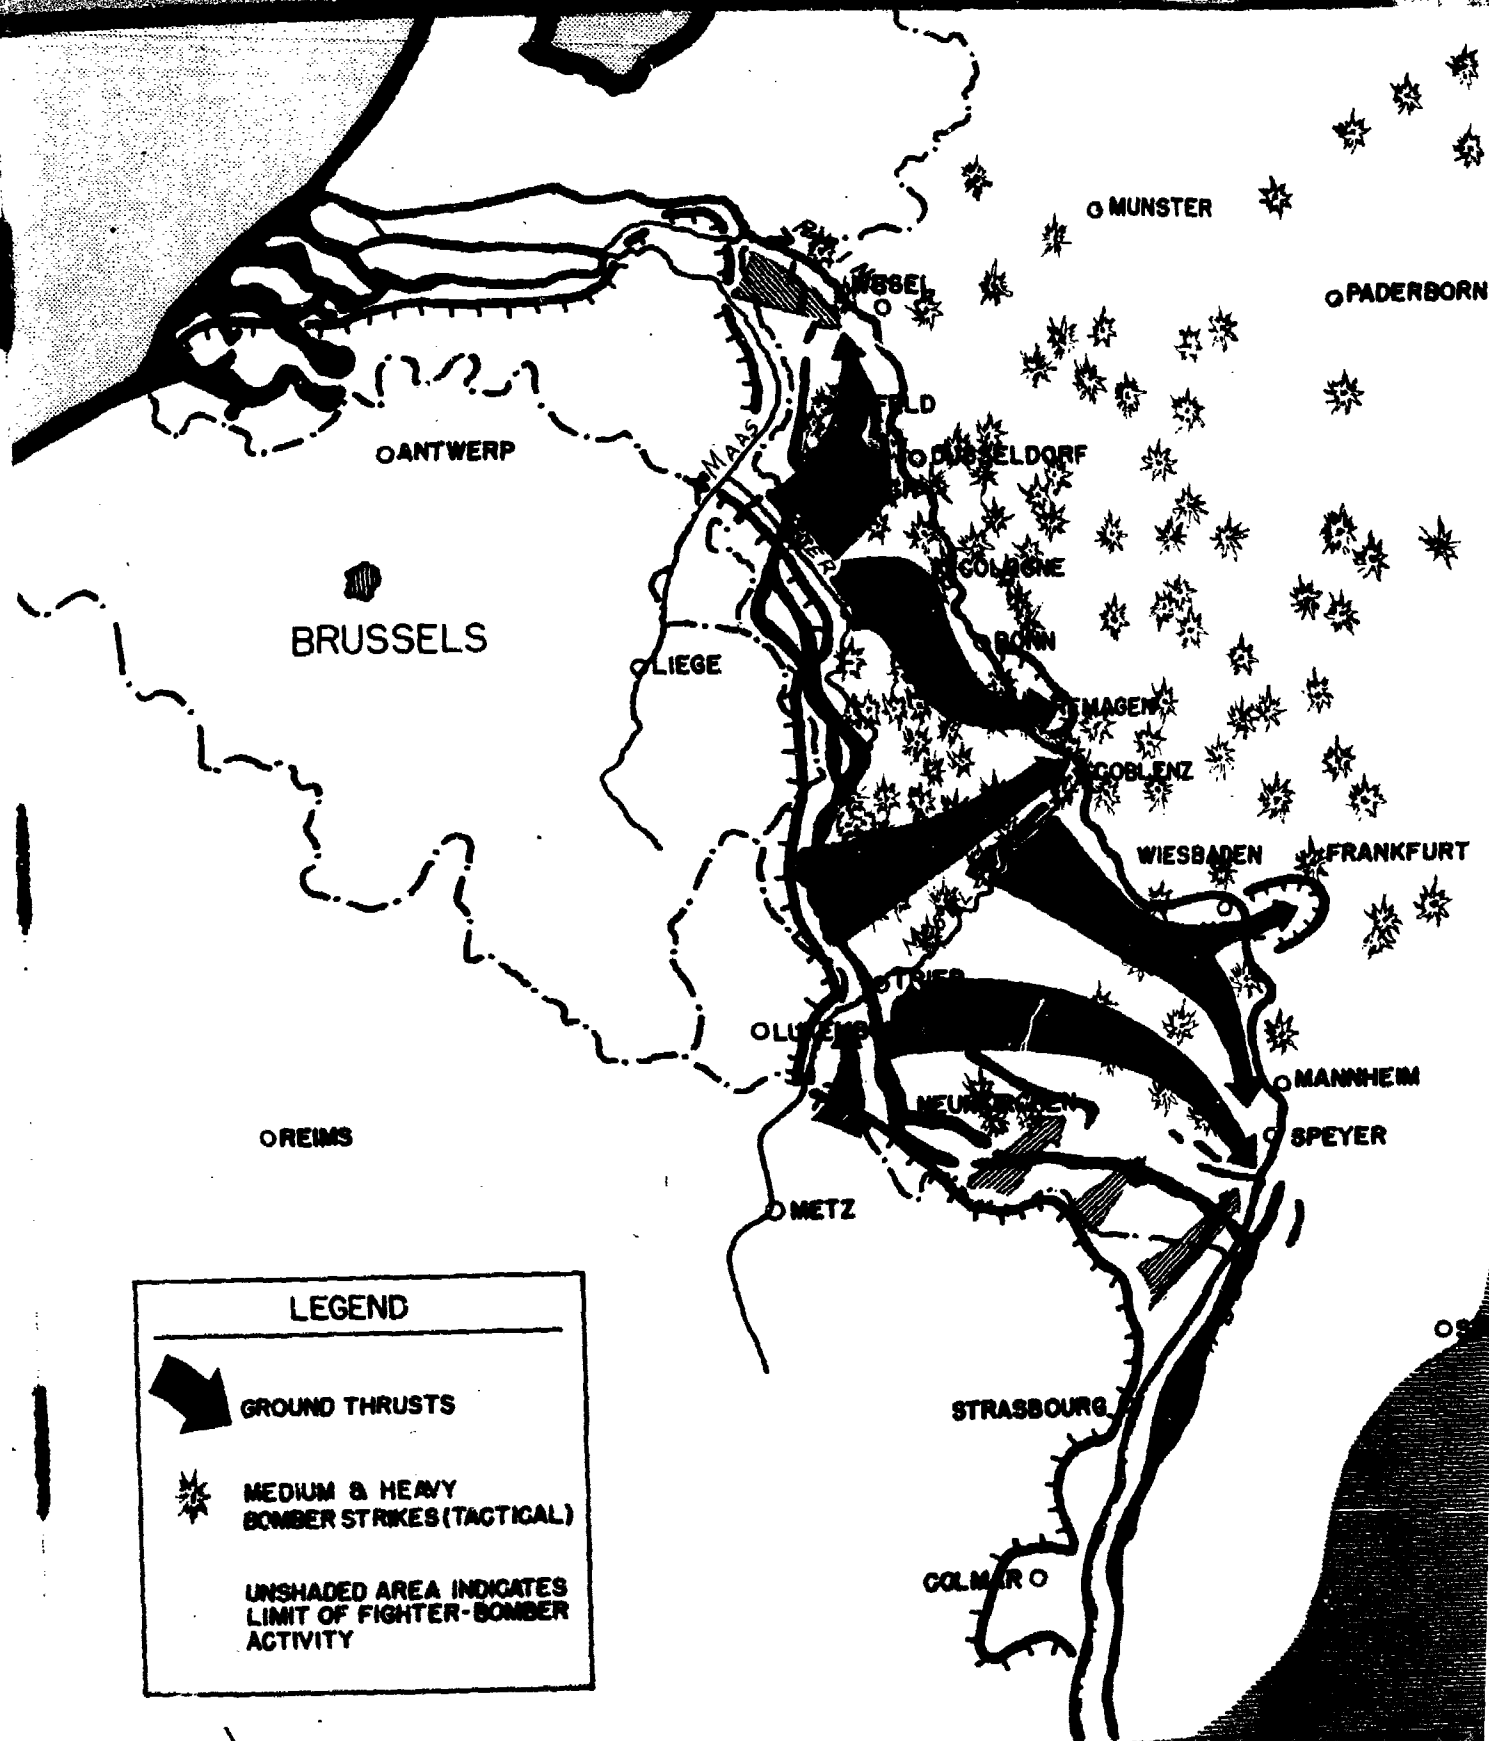 MUNSTER
PADERBORN
MAAS
ANTWERP
DUSSELDORF
COLOGNE
BRUSSELS
BONN
LIEGE
REMAGEN
COBLENZ
WIESBADEN
FRANKFURT
TRIER
MANNHEIM
NEUNKIRCHEN
SPEYER
REIMS
METZ
LEGEND
GROUND THRUSTS
MEDIUM & HEAVY
BOMBER STRIKES (TACTICAL)
UNSHADED AREA INDICATES
LIMIT OF FIGHTER-BOMBER
ACTIVITY
STRASBOURG
COLMAR